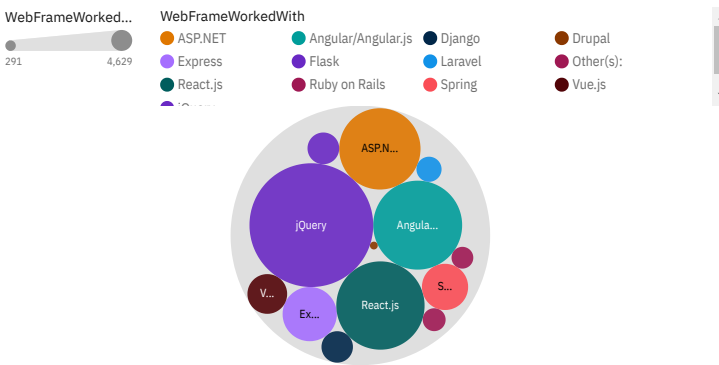 WebFrameWorked...
291 4,629
WebFrameWorkedWith
ASP.NET Angular/Angular.js Django Drupal
Express Flask Laravel Other(s):
React.js Ruby on Rails Spring Vue.js
jQuery
ASP.N...
jQuery
Angula...
V...
Ex...
React.js
S...